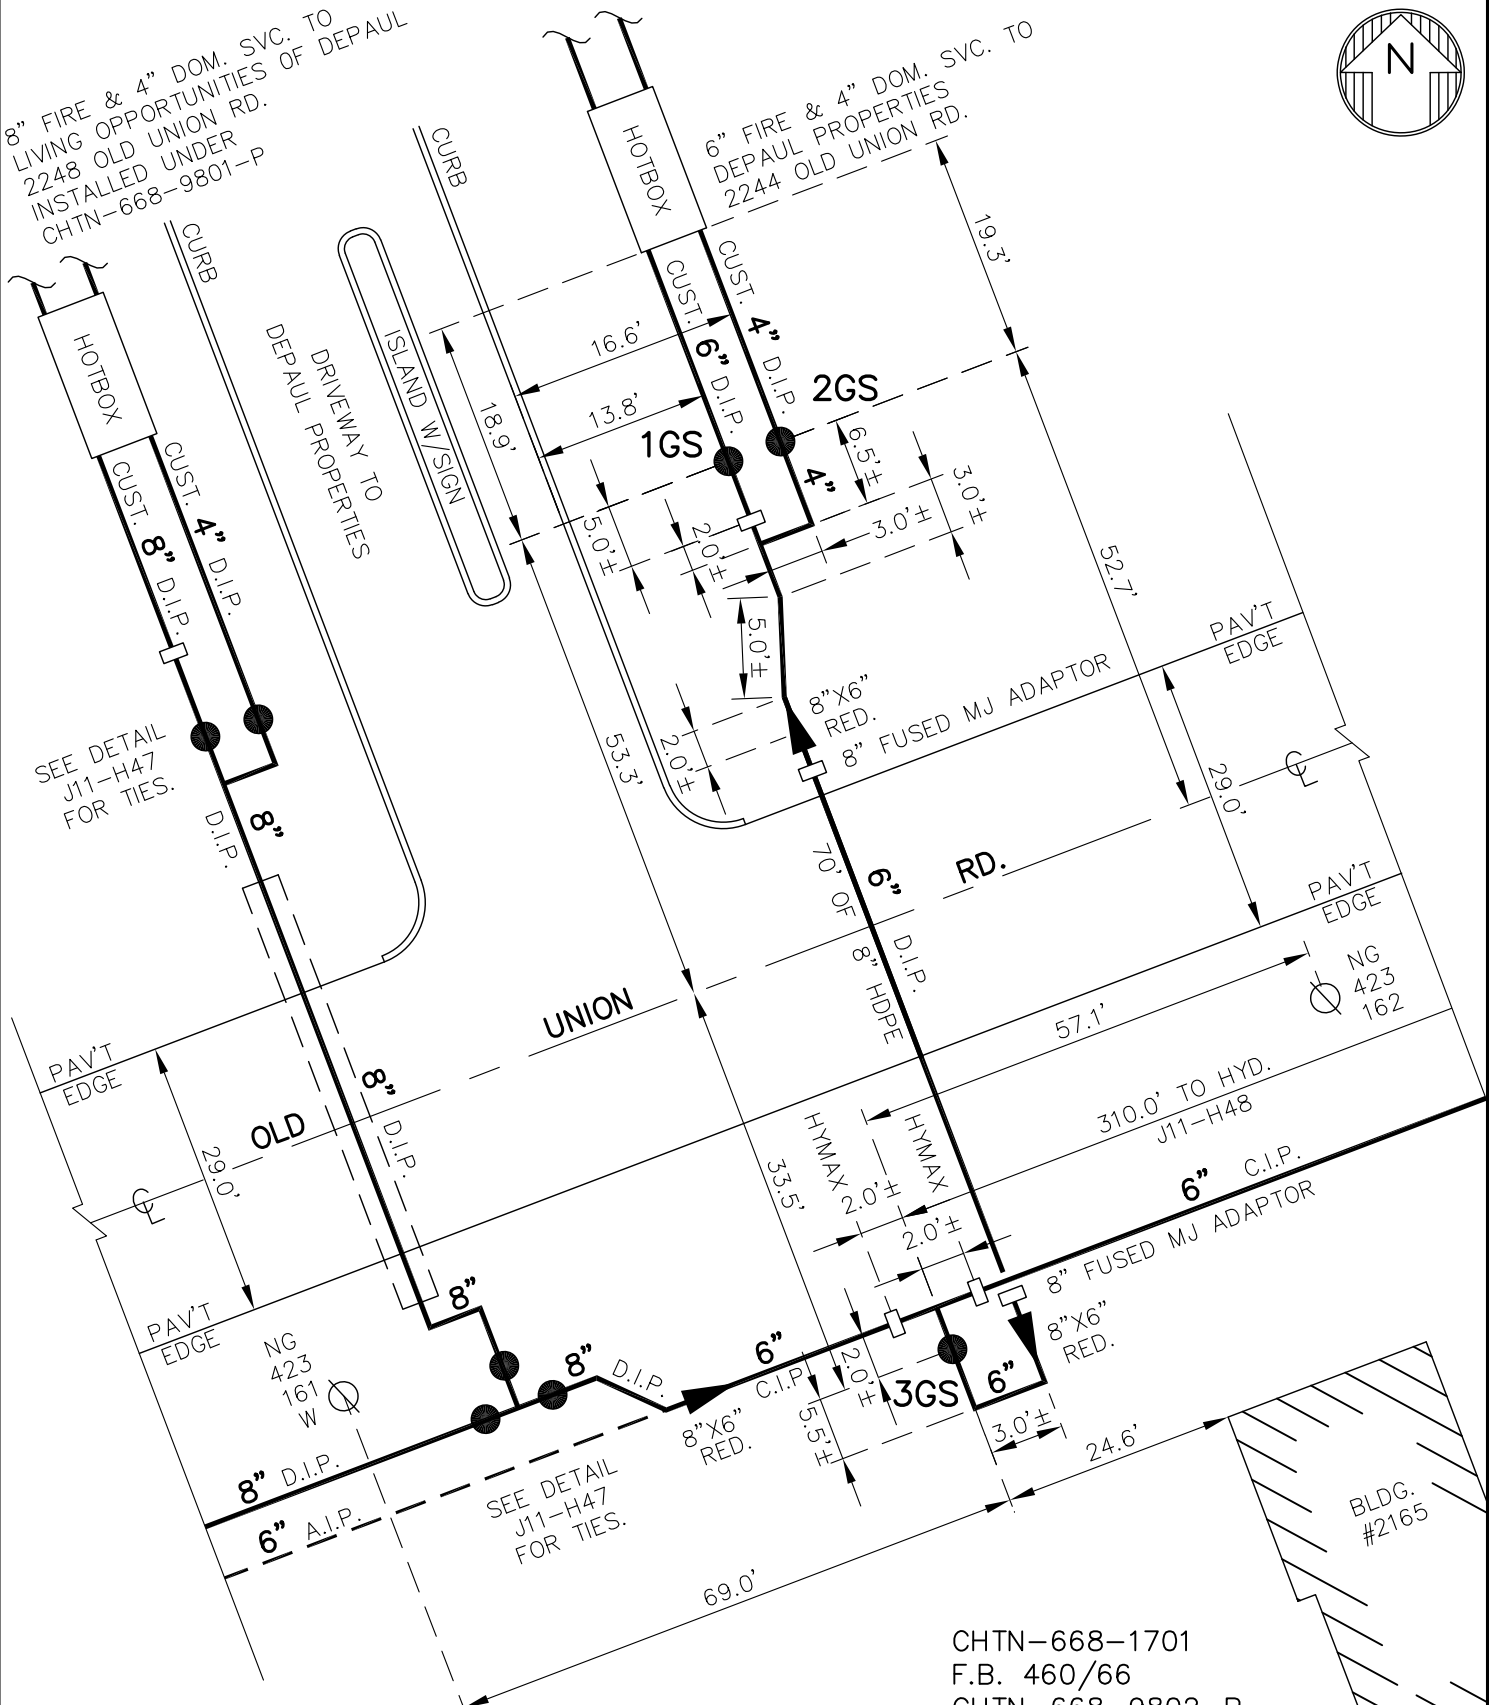 8" FIRE & 4" DOM. SVC. TO
LIVING OPPORTUNITIES OF DEPAUL
2248 OLD UNION RD.
INSTALLED UNDER
CHTN-668-9801-P
6" FIRE & 4" DOM. SVC. TO
DEPAUL PROPERTIES
2244 OLD UNION RD.
N
HOTBOX
CURB
CURB
HOTBOX
CUST. 6" D.I.P.
CUST. 4" D.I.P.
19.3'
16.6'
13.8'
18.9'
ISLAND W/SIGN
DRIVEWAY TO
DEPAUL PROPERTIES
1GS
2GS
CUST. 8" D.I.P.
CUST. 4" D.I.P.
4"
6.5'±
3.0'±
3.0'±
5.0'±
2.0'±
5.0'±
52.7'
53.3'
2.0'±
8"X6"
RED.
8" FUSED MJ ADAPTOR
PAV'T
EDGE
29.0'
℄
SEE DETAIL
J11-H47
FOR TIES.
8"
D.I.P.
6"
D.I.P.
70' OF 8" HDPE
OLD UNION RD.
PAV'T
EDGE
NG
423
162
57.1'
310.0' TO HYD.
J11-H48
PAV'T
EDGE
29.0'
℄
8"
D.I.P.
HYMAX
HYMAX
33.5'
2.0'±
2.0'±
6" C.I.P.
8" FUSED MJ ADAPTOR
8"X6"
RED.
PAV'T
EDGE
NG
423
161
W
8"
8" D.I.P.
6"
C.I.P.
2.0'±
5.5'±
3GS
6"
3.0'±
24.6'
8"X6"
RED.
8" D.I.P.
6" A.I.P.
SEE DETAIL
J11-H47
FOR TIES.
69.0'
BLDG.
#2165
CHTN-668-1701
F.B. 460/66
CHTN-668-9802-P